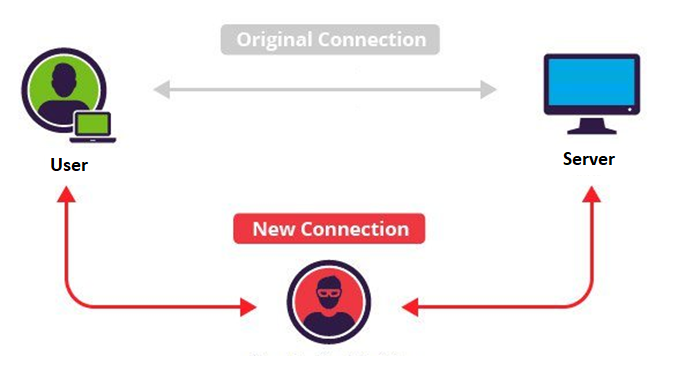 Original Connection
User
Server
New Connection